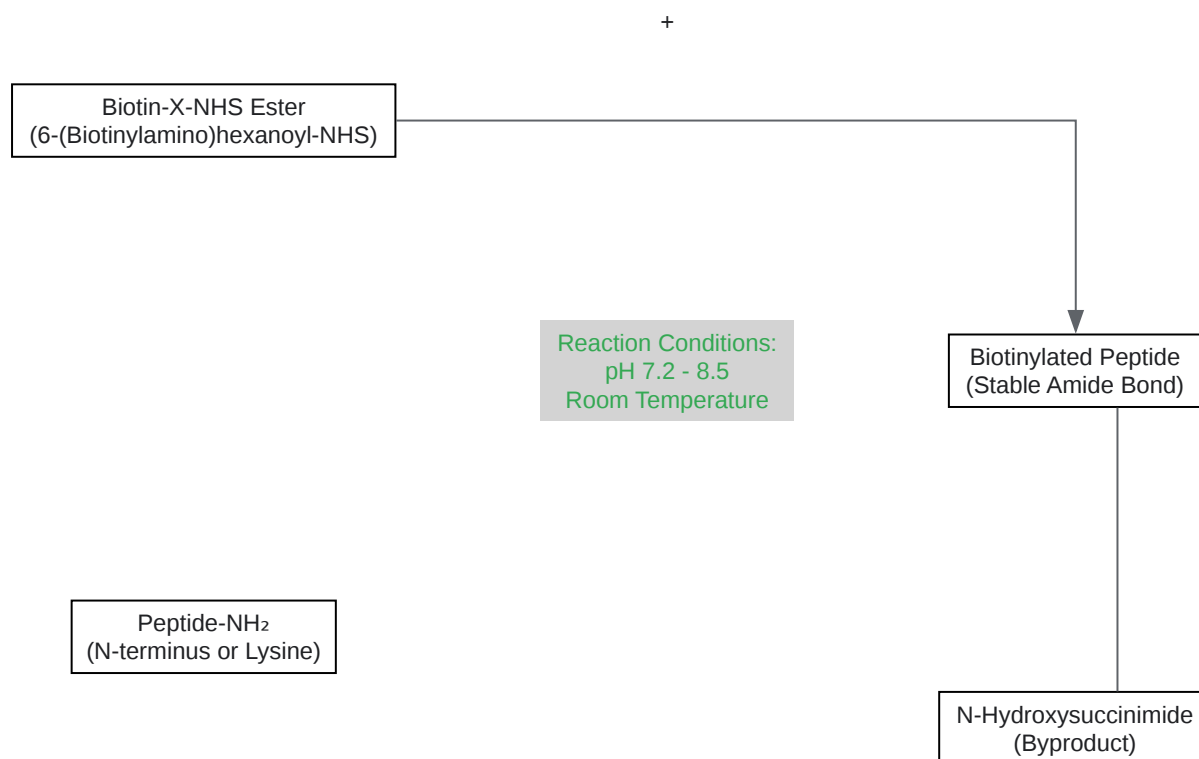 +
Biotin-X-NHS Ester
(6-(Biotinylamino)hexanoyl-NHS)
Reaction Conditions:
pH 7.2 - 8.5
Room Temperature
Biotinylated Peptide
(Stable Amide Bond)
Peptide-NH₂
(N-terminus or Lysine)
N-Hydroxysuccinimide
(Byproduct)